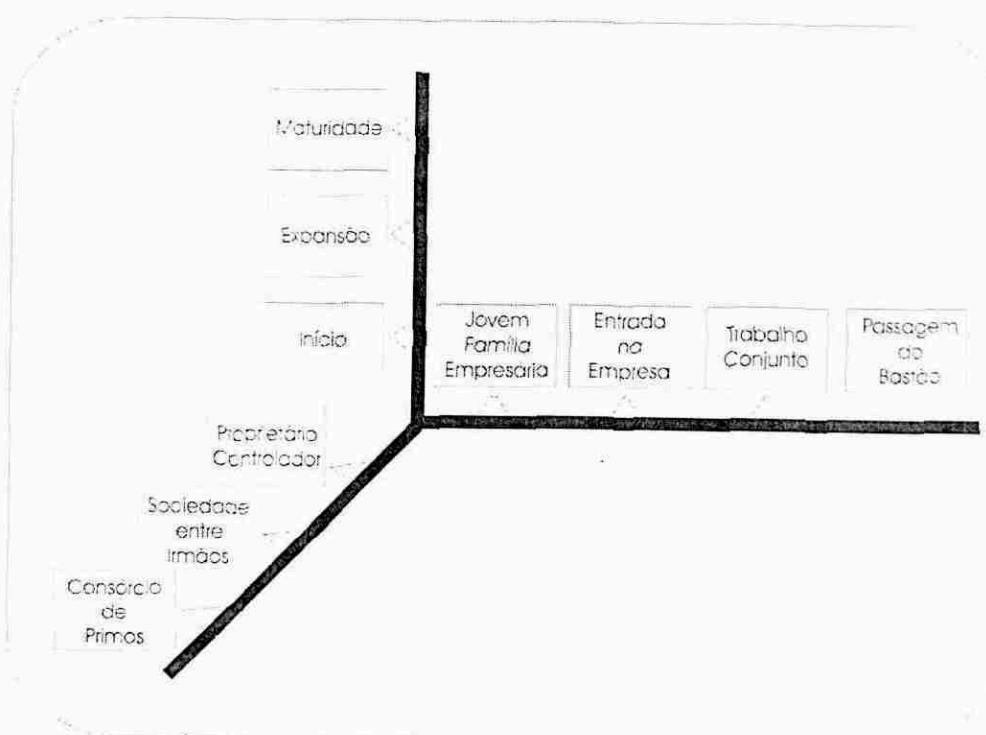 Maturidade
Expansão
Início
Jovem
Família
Empresária
Entrada
na
Empresa
Trabalho
Conjunto
Passagem
do
Bastão
Proprietário
Controlador
Sociedade
entre
Irmãos
Consórcio
de
Primos